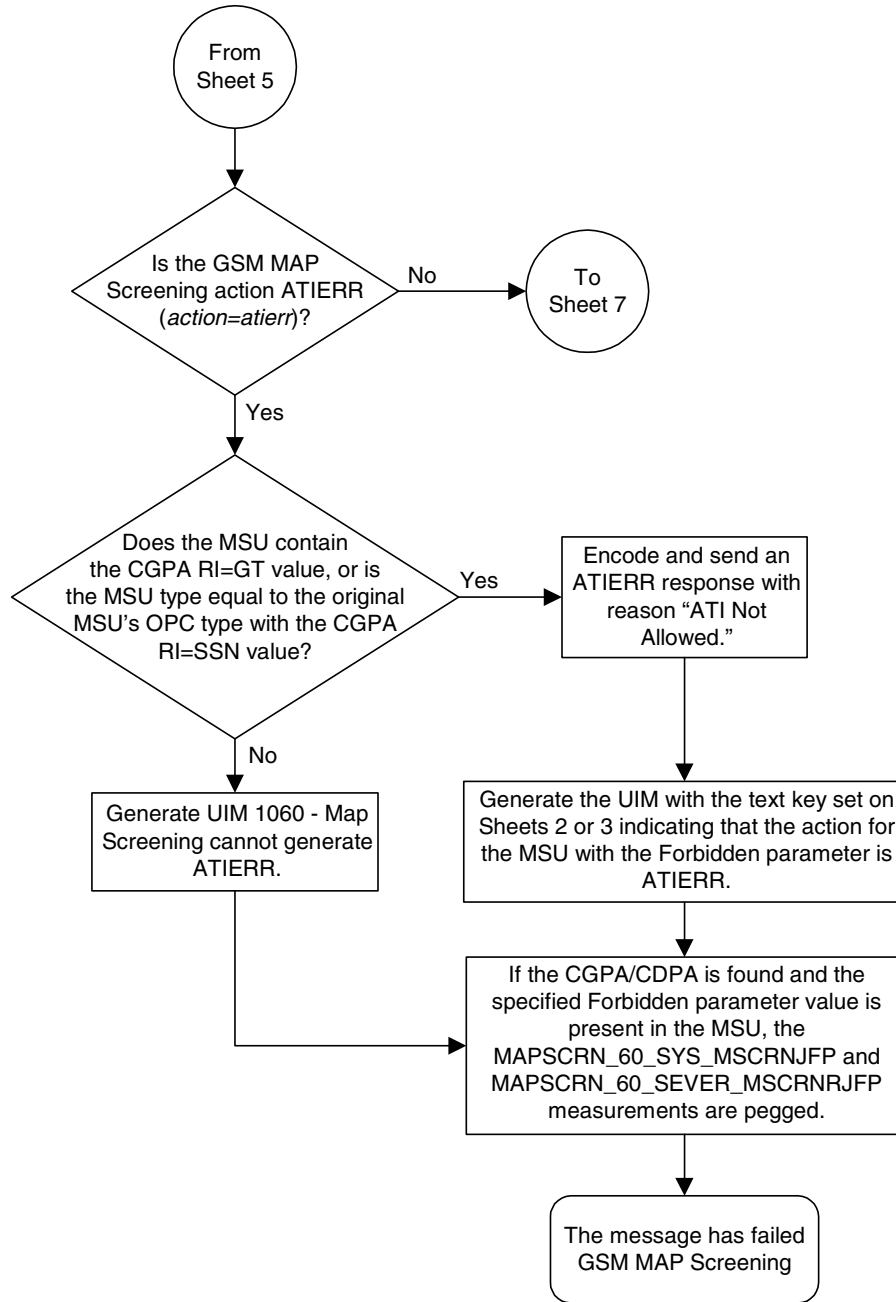 From
Sheet 5
Is the GSM MAP
Screening action ATIERR
(action=atierr)?
No
To
Sheet 7
Yes
Does the MSU contain
the CGPA RI=GT value, or is
the MSU type equal to the original
MSU's OPC type with the CGPA
RI=SSN value?
Yes
Encode and send an
ATIERR response with
reason “ATI Not
Allowed.”
No
Generate UIM 1060 - Map
Screening cannot generate
ATIERR.
Generate the UIM with the text key set on
Sheets 2 or 3 indicating that the action for
the MSU with the Forbidden parameter is
ATIERR.
If the CGPA/CDPA is found and the
specified Forbidden parameter value is
present in the MSU, the
MAPSCRN_60_SYS_MSCRNJFP and
MAPSCRN_60_SEVER_MSCRNRJFP
measurements are pegged.
The message has failed
GSM MAP Screening